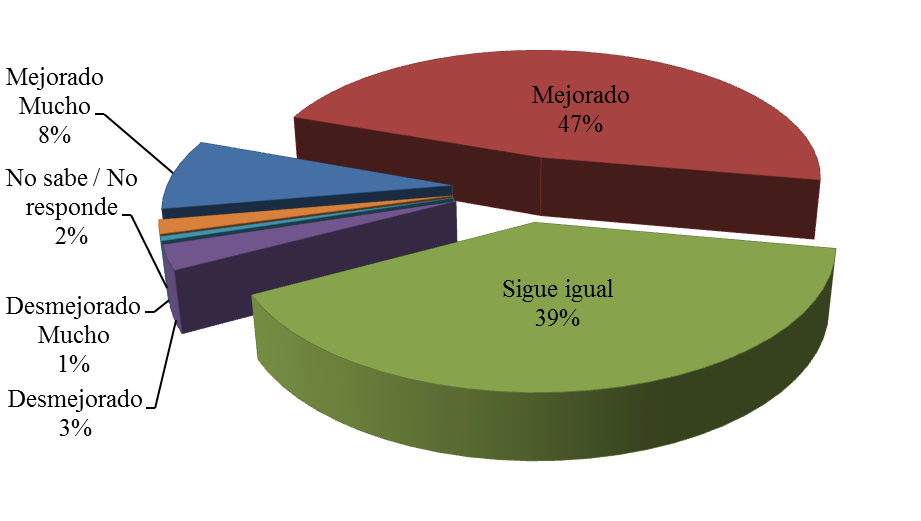 Mejorado
Mucho
8%
Mejorado
47%
No sabe / No
responde
2%
Sigue igual
39%
Desmejorado
Mucho
1%
Desmejorado
3%